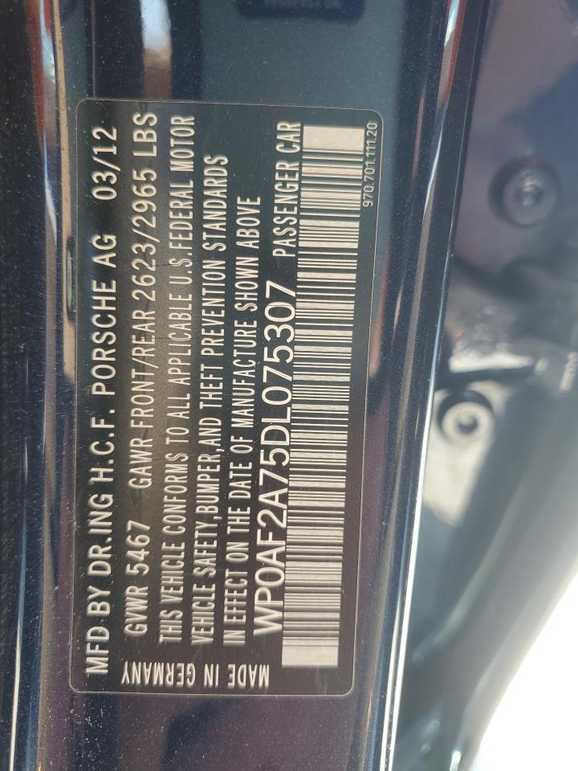 MFD BY DR.ING H.C.F. PORSCHE AG 03/12
GVWR 5467 GAWR FRONT/REAR 2623/2965 LBS
THIS VEHICLE CONFORMS TO ALL APPLICABLE U.S.FEDERAL MOTOR
VEHICLE SAFETY,BUMPER,AND THEFT PREVENTION STANDARDS
IN EFFECT ON THE DATE OF MANUFACTURE SHOWN ABOVE
WP0AF2A75DL075307 PASSENGER CAR
MADE IN GERMANY
970.701.111.20